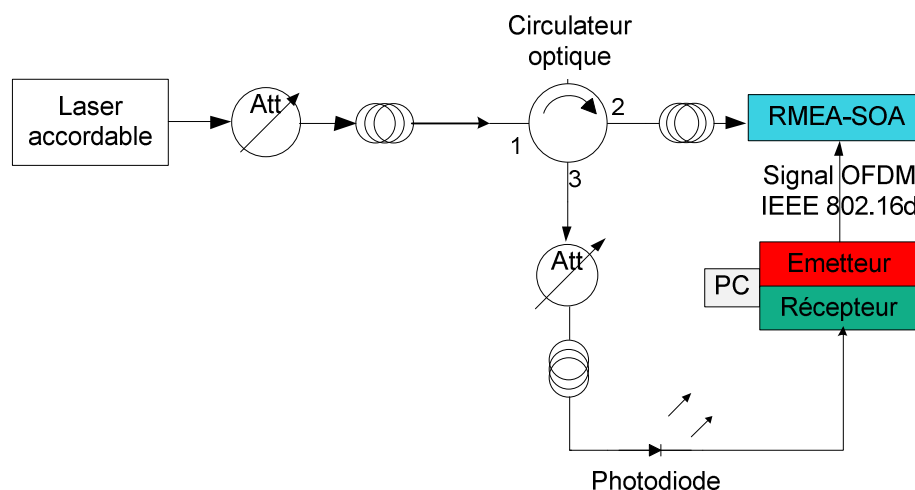 Circulateur
optique
Laser
accordable
Att
1
2
3
RMEA-SOA
Signal OFDM
IEEE 802.16d
Att
PC
Emetteur
Récepteur
Photodiode